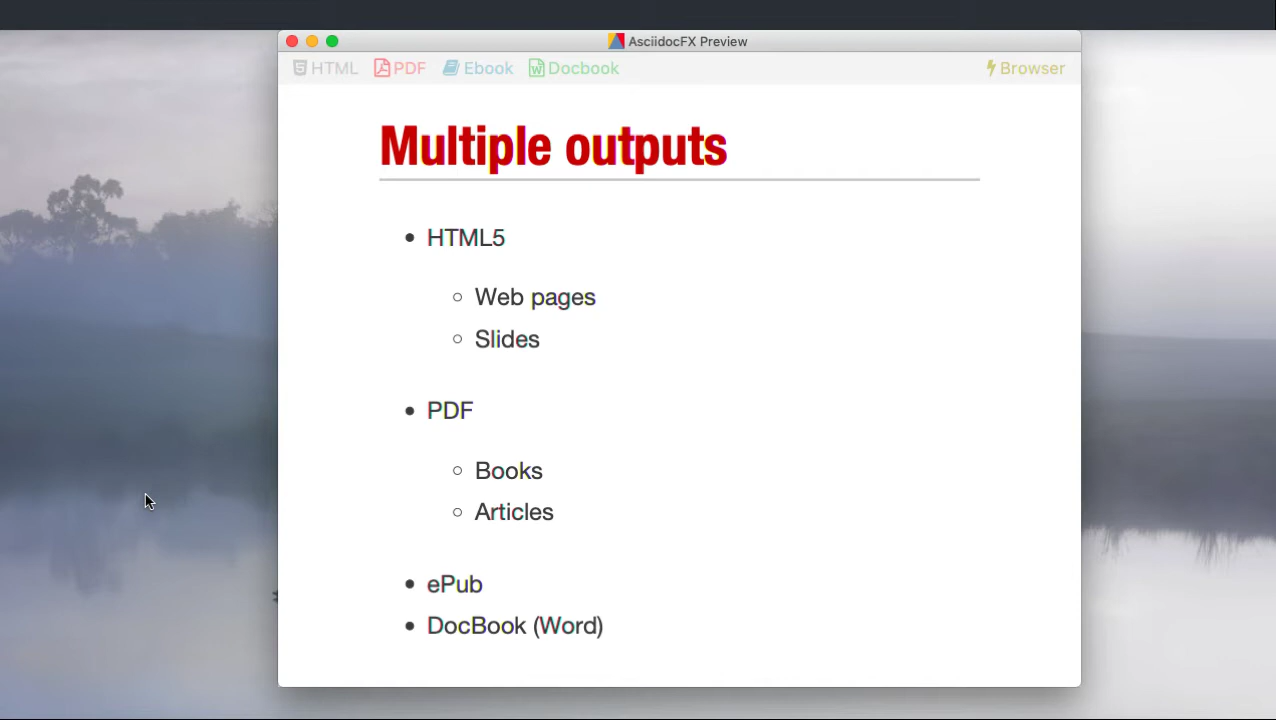 AsciidocFX Preview
HTML PDF Ebook Docbook Browser
Multiple outputs
HTML5
Web pages
Slides
PDF
Books
Articles
ePub
DocBook (Word)